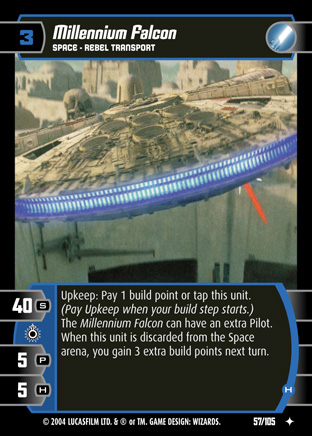 3 Millennium Falcon
SPACE - REBEL TRANSPORT
40 S
5 P
5 H
Upkeep: Pay 1 build point or tap this unit.
(Pay Upkeep when your build step starts.)
The Millennium Falcon can have an extra Pilot.
When this unit is discarded from the Space
arena, you gain 3 extra build points next turn.
H
© 2004 LUCASFILM LTD. & ® or TM. GAME DESIGN: WIZARDS. 57/105